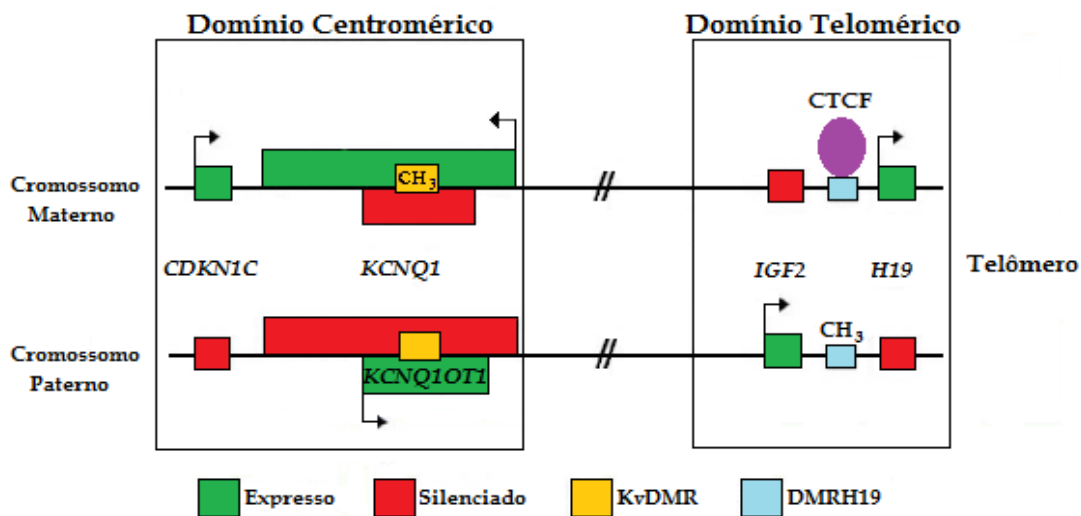 Domínio Centromérico
Domínio Telomérico
CTCF
Cromossomo
Materno
CH3
CDKN1C
KCNQ1
IGF2
H19
Telômero
Cromossomo
Paterno
KCNQ1OT1
CH3
Expresso
Silenciado
KvDMR
DMRH19